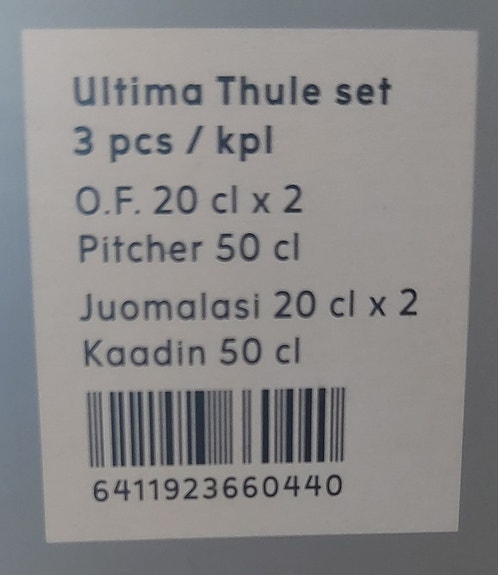 Ultima Thule set
3 pcs / kpl
O.F. 20 cl x 2
Pitcher 50 cl
Juomalasi 20 cl x 2
Kaadin 50 cl
6411923660440